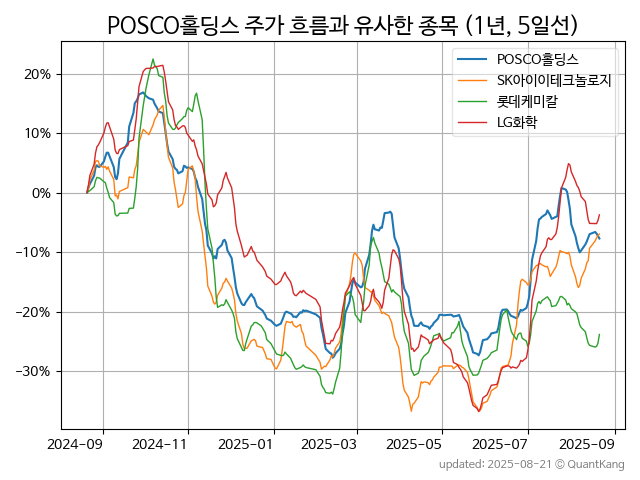 POSCO홀딩스 주가 흐름과 유사한 종목 (1년, 5일선)
POSCO홀딩스
SK아이이테크놀로지
롯데케미칼
LG화학
20%
10%
0%
−10%
−20%
−30%
2024-09 2024-11 2025-01 2025-03 2025-05 2025-07 2025-09
updated: 2025-08-21 © QuantKang